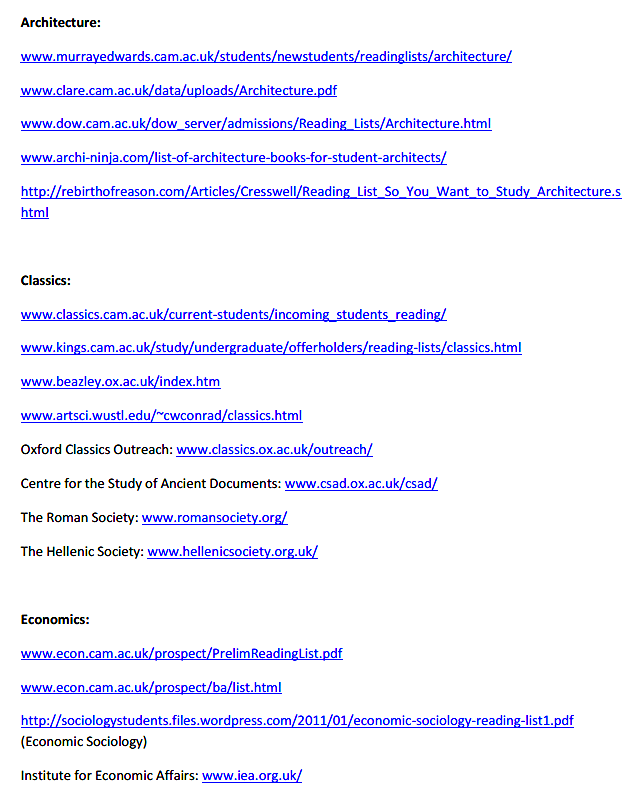 Architecture:
www.murrayedwards.cam.ac.uk/students/newstudents/readinglists/architecture/
www.clare.cam.ac.uk/data/uploads/Architecture.pdf
www.dow.cam.ac.uk/dow_server/admissions/Reading_Lists/Architecture.html
www.archi-ninja.com/list-of-architecture-books-for-student-architects/
http://rebirthofreason.com/Articles/Cresswell/Reading_List_So_You_Want_to_Study_Architecture.s
html
Classics:
www.classics.cam.ac.uk/current-students/incoming_students_reading/
www.kings.cam.ac.uk/study/undergraduate/offerholders/reading-lists/classics.html
www.beazley.ox.ac.uk/index.htm
www.artsci.wustl.edu/~cwconrad/classics.html
Oxford Classics Outreach: www.classics.ox.ac.uk/outreach/
Centre for the Study of Ancient Documents: www.csad.ox.ac.uk/csad/
The Roman Society: www.romansociety.org/
The Hellenic Society: www.hellenicsociety.org.uk/
Economics:
www.econ.cam.ac.uk/prospect/PrelimReadingList.pdf
www.econ.cam.ac.uk/prospect/ba/list.html
http://sociologystudents.files.wordpress.com/2011/01/economic-sociology-reading-list1.pdf
(Economic Sociology)
Institute for Economic Affairs: www.iea.org.uk/